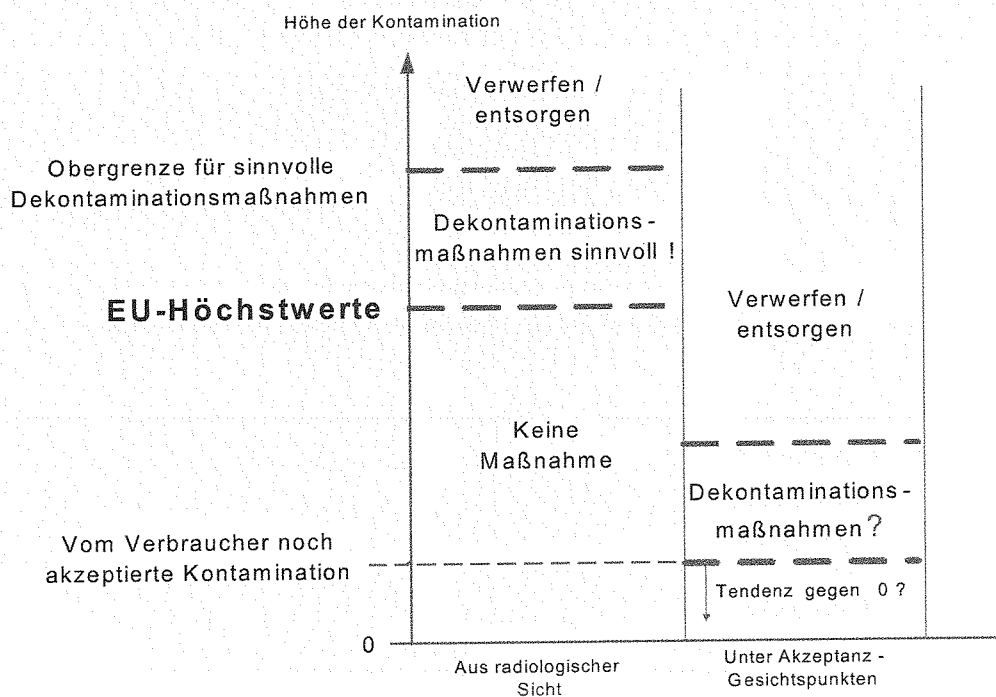 Höhe der Kontamination
Verwerfen /
entsorgen
Obergrenze für sinnvolle
Dekontaminationsmaßnahmen
Dekontaminations-
maßnahmen sinnvoll !
EU-Höchstwerte
Verwerfen /
entsorgen
Keine
Maßnahme
Dekontaminations-
maßnahmen?
Vom Verbraucher noch
akzeptierte Kontamination
Tendenz gegen 0 ?
0
Aus radiologischer
Sicht
Unter Akzeptanz -
Gesichtspunkten